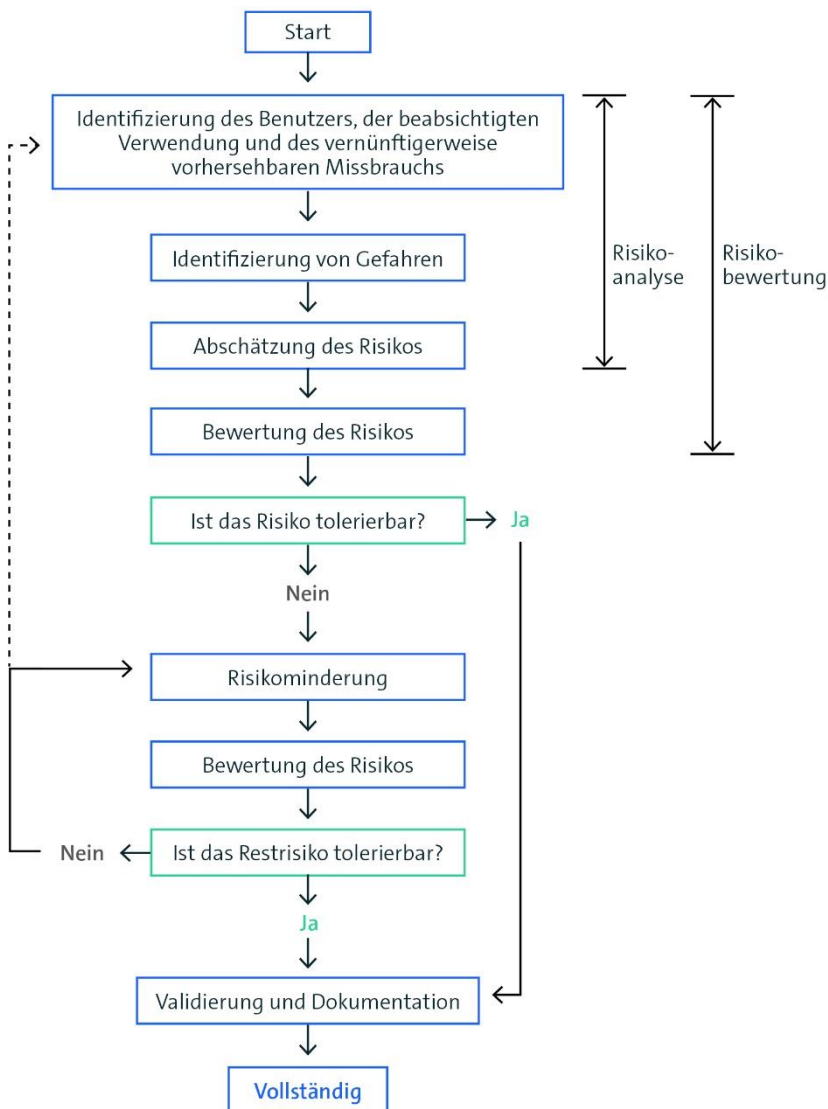 Start
Identifizierung des Benutzers, der beabsichtigten
Verwendung und des vernünftigerweise
vorhersehbaren Missbrauchs
Identifizierung von Gefahren
Abschätzung des Risikos
Risiko-
analyse
Risiko-
bewertung
Bewertung des Risikos
Ist das Risiko tolerierbar?
Ja
Nein
Risikominderung
Bewertung des Risikos
Ist das Restrisiko tolerierbar?
Nein
Ja
Validierung und Dokumentation
Vollständig